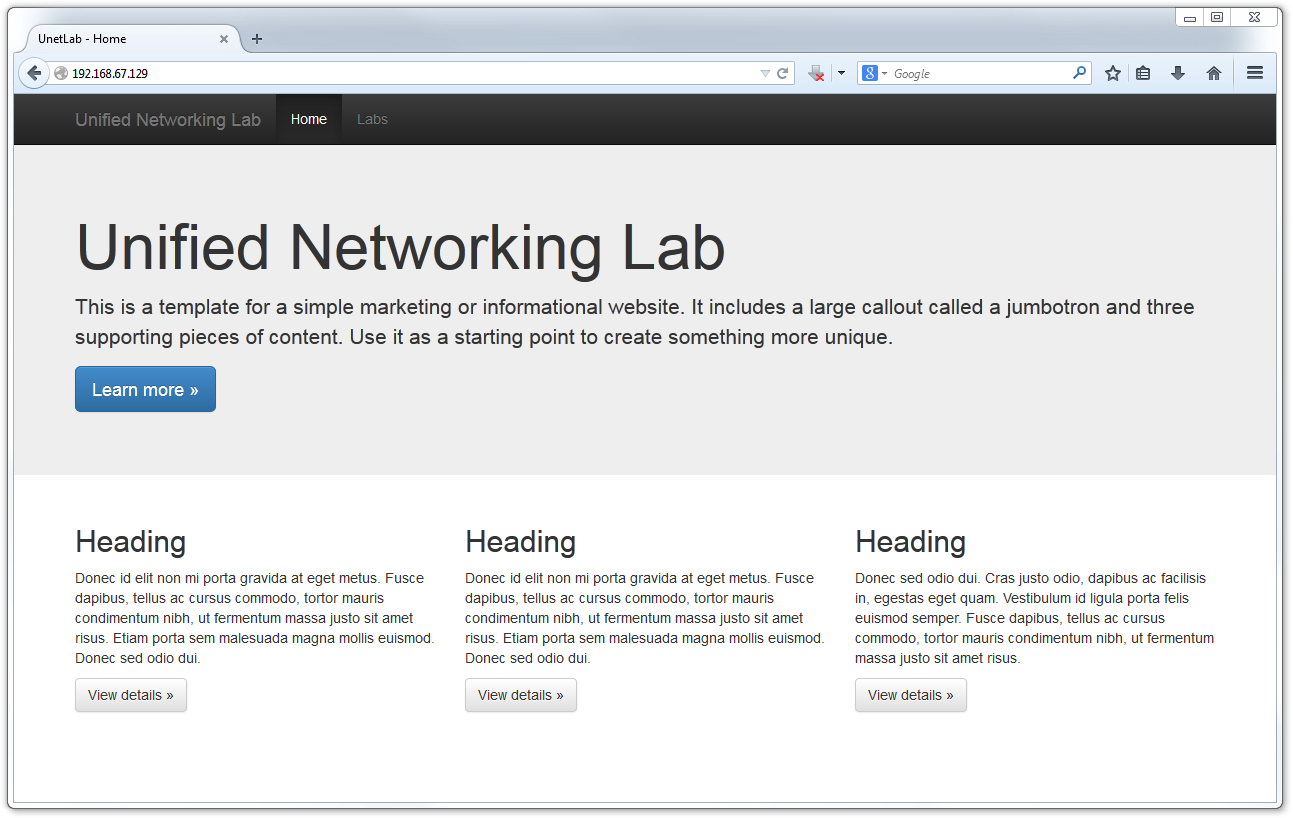 UnetLab - Home
192.168.67.129
Google
Unified Networking Lab
Home
Labs
Unified Networking Lab
This is a template for a simple marketing or informational website. It includes a large callout called a jumbotron and three
supporting pieces of content. Use it as a starting point to create something more unique.
Learn more »
Heading
Donec id elit non mi porta gravida at eget metus. Fusce
dapibus, tellus ac cursus commodo, tortor mauris
condimentum nibh, ut fermentum massa justo sit amet
risus. Etiam porta sem malesuada magna mollis euismod.
Donec sed odio dui.
View details »
Heading
Donec id elit non mi porta gravida at eget metus. Fusce
dapibus, tellus ac cursus commodo, tortor mauris
condimentum nibh, ut fermentum massa justo sit amet
risus. Etiam porta sem malesuada magna mollis euismod.
Donec sed odio dui.
View details »
Heading
Donec sed odio dui. Cras justo odio, dapibus ac facilisis
in, egestas eget quam. Vestibulum id ligula porta felis
euismod semper. Fusce dapibus, tellus ac cursus
commodo, tortor mauris condimentum nibh, ut fermentum
massa justo sit amet risus.
View details »